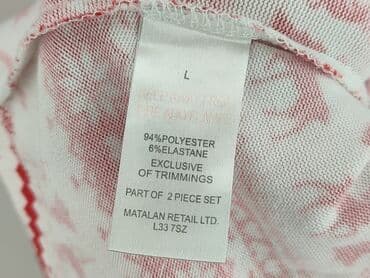 L
94%POLYESTER
6%ELASTANE
EXCLUSIVE
OF TRIMMINGS
PART OF 2 PIECE SET
MATALAN RETAIL LTD.
L33 7SZ